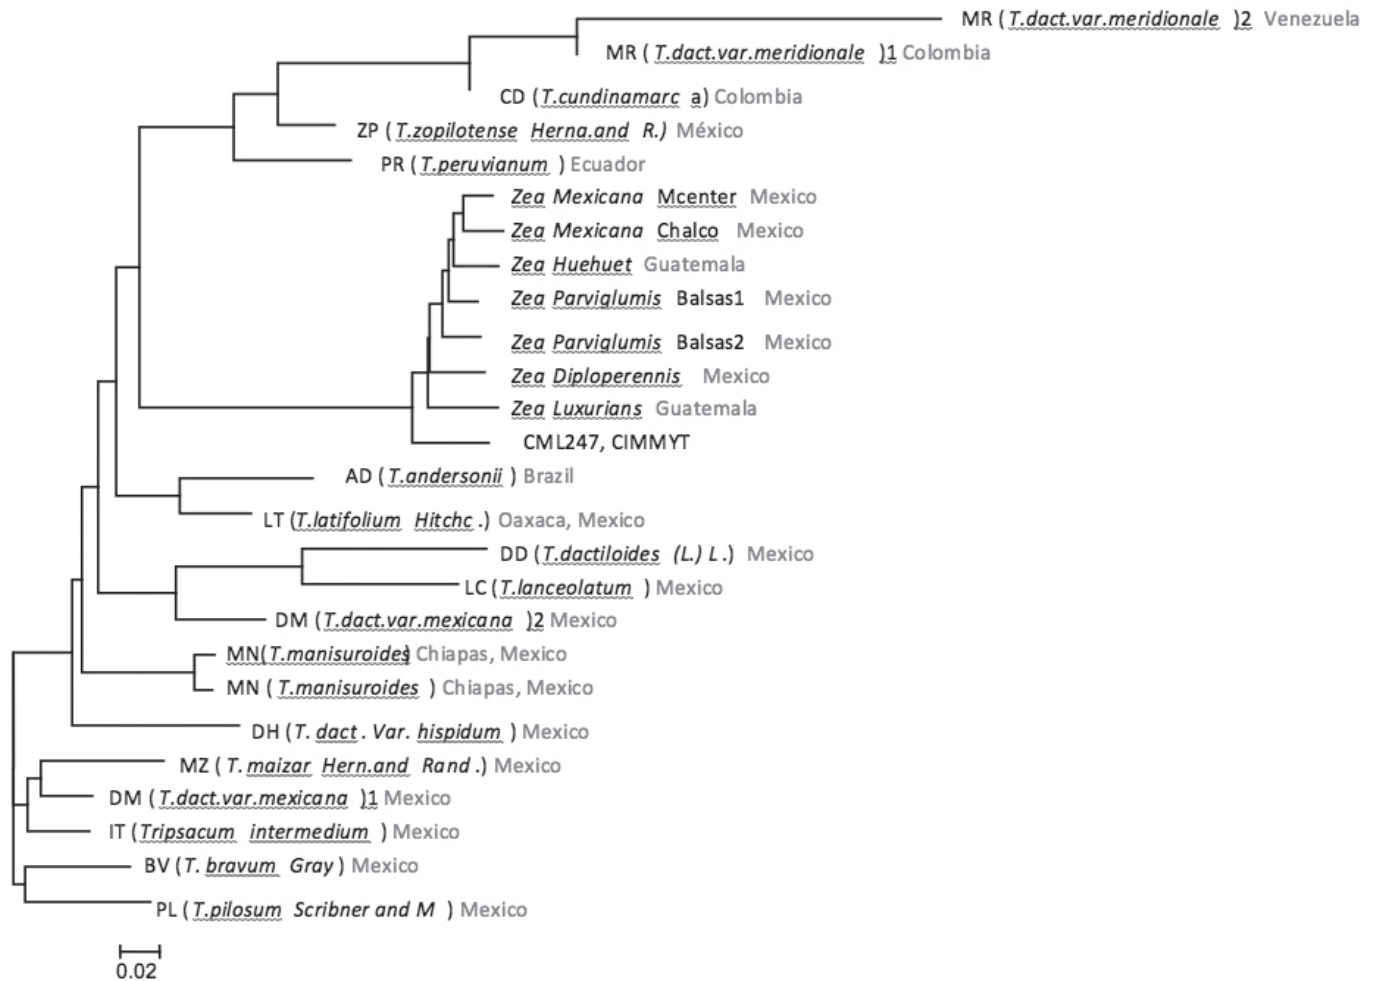 MR ( T.dact.var.meridionale )2 Venezuela
MR ( T.dact.var.meridionale )1 Colombia
CD (T.cundinamarc a) Colombia
ZP ( T.zopilotense Herna.and R.) México
PR ( T.peruvianum ) Ecuador
Zea Mexicana Mcenter Mexico
Zea Mexicana Chalco Mexico
Zea Huehuet Guatemala
Zea Parviglumis Balsas1 Mexico
Zea Parviglumis Balsas2 Mexico
Zea Diploperennis Mexico
Zea Luxurians Guatemala
CML247, CIMMYT
AD ( T.andersonii ) Brazil
LT (T.latifolium Hitchc .) Oaxaca, Mexico
DD ( T.dactiloides (L.) L .) Mexico
LC ( T.lanceolatum ) Mexico
DM ( T.dact.var.mexicana )2 Mexico
MN(T.manisuroides) Chiapas, Mexico
MN ( T.manisuroides ) Chiapas, Mexico
DH ( T. dact . Var. hispidum ) Mexico
MZ ( T. maizar Hern.and Rand .) Mexico
DM ( T.dact.var.mexicana )1 Mexico
IT ( Tripsacum intermedium ) Mexico
BV ( T. bravum Gray ) Mexico
PL ( T.pilosum Scribner and M ) Mexico
0.02